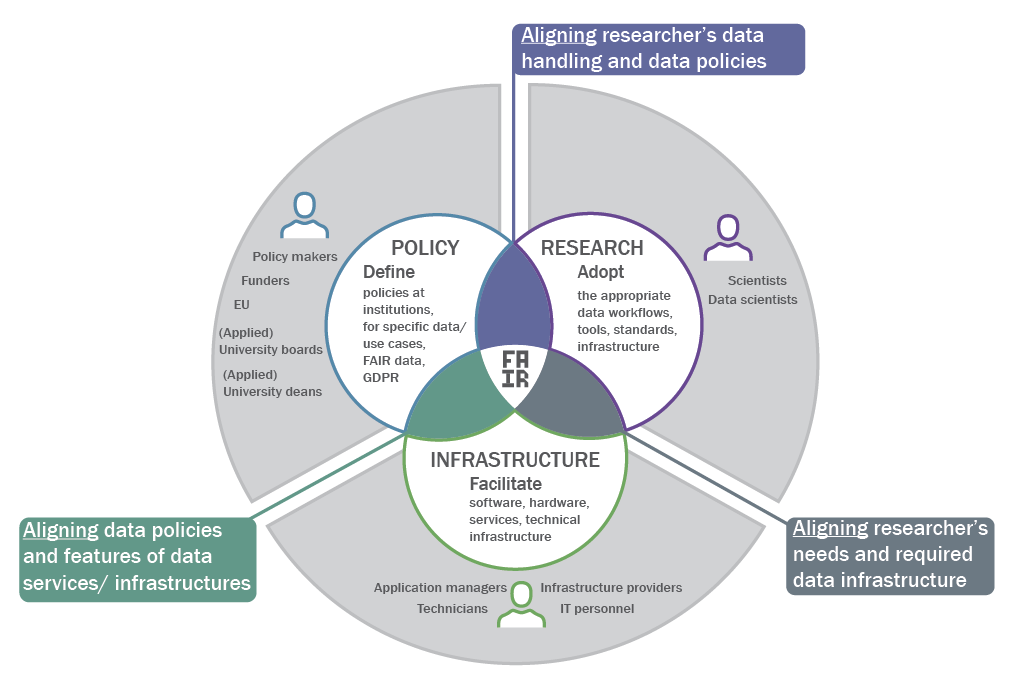 Aligning researcher's data
handling and data policies
Policy makers
Funders
EU
(Applied)
University boards
(Applied)
University deans
POLICY
Define
policies at
institutions,
for specific data/
use cases,
FAIR data,
GDPR
RESEARCH
Adopt
the appropriate
data workflows,
tools, standards,
infrastructure
Scientists
Data scientists
FA
IR
INFRASTRUCTURE
Facilitate
software, hardware,
services, technical
infrastructure
Aligning data policies
and features of data
services/ infrastructures
Aligning researcher's
needs and required
data infrastructure
Application managers
Technicians
Infrastructure providers
IT personnel